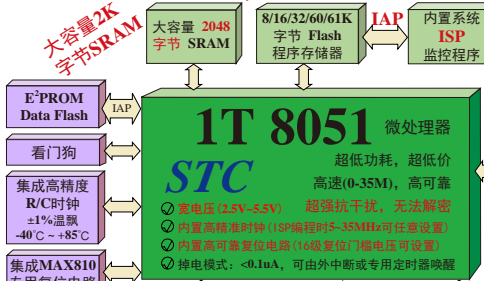 大容量2K
字节SRAM
大容量 2048
字节 SRAM
8/16/32/60/61K
字节 Flash
程序存储器
IAP
内置系统
ISP
监控程序
E²PROM
Data Flash
IAP
看门狗
集成高精度
R/C时钟
±1%温飘
-40℃~+85℃
集成MAX810
专用复位电路
1T 8051 微处理器
超低功耗，超低价
STC
高速(0-35M)，高可靠
宽电压(2.5V-5.5V) 超强抗干扰，无法解密
内置高精准时钟(ISP编程时5~35MHz可任意设置)
内置高可靠复位电路(16级复位门槛电压可设置)
掉电模式：<0.1uA，可由外中断或专用定时器唤醒